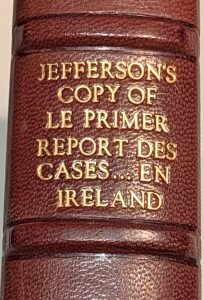 JEFFERSON'S
COPY OF
LE PRIMER
REPORT DES
CASES... EN
IRELAND